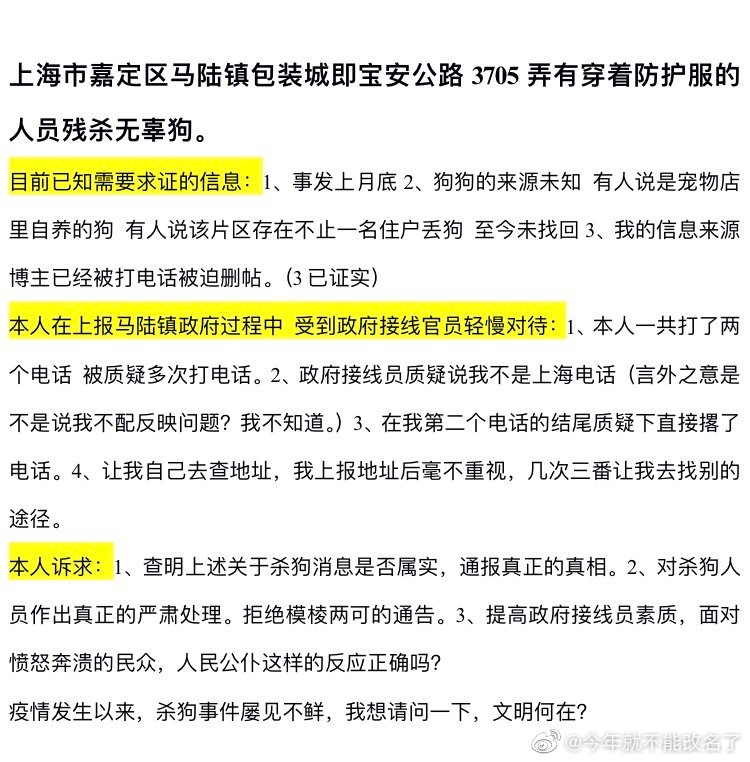 上海市嘉定区马陆镇包装城即宝安公路 3705 弄有穿着防护服的
人员残杀无辜狗。
目前已知需要求证的信息：1、事发上月底 2、狗狗的来源未知 有人说是宠物店
里自养的狗 有人说该片区存在不止一名住户丢狗 至今未找回 3、我的信息来源
博主已经被打电话被迫删帖。（3 已证实）
本人在上报马陆镇政府过程中 受到政府接线官员轻慢对待：1、本人一共打了两
个电话 被质疑多次打电话。2、政府接线员质疑说我不是上海电话（言外之意是
不是说我不配反映问题？我不知道。）3、在我第二个电话的结尾质疑下直接撂了
电话。4、让我自己去查地址，我上报地址后毫不重视，几次三番让我去找别的
途径。
本人诉求：1、查明上述关于杀狗消息是否属实，通报真正的真相。2、对杀狗人
员作出真正的严肃处理。拒绝模棱两可的通告。3、提高政府接线员素质，面对
愤怒奔溃的民众，人民公仆这样的反应正确吗？
疫情发生以来，杀狗事件屡见不鲜，我想请问一下，文明何在？
@今年就不能改名了